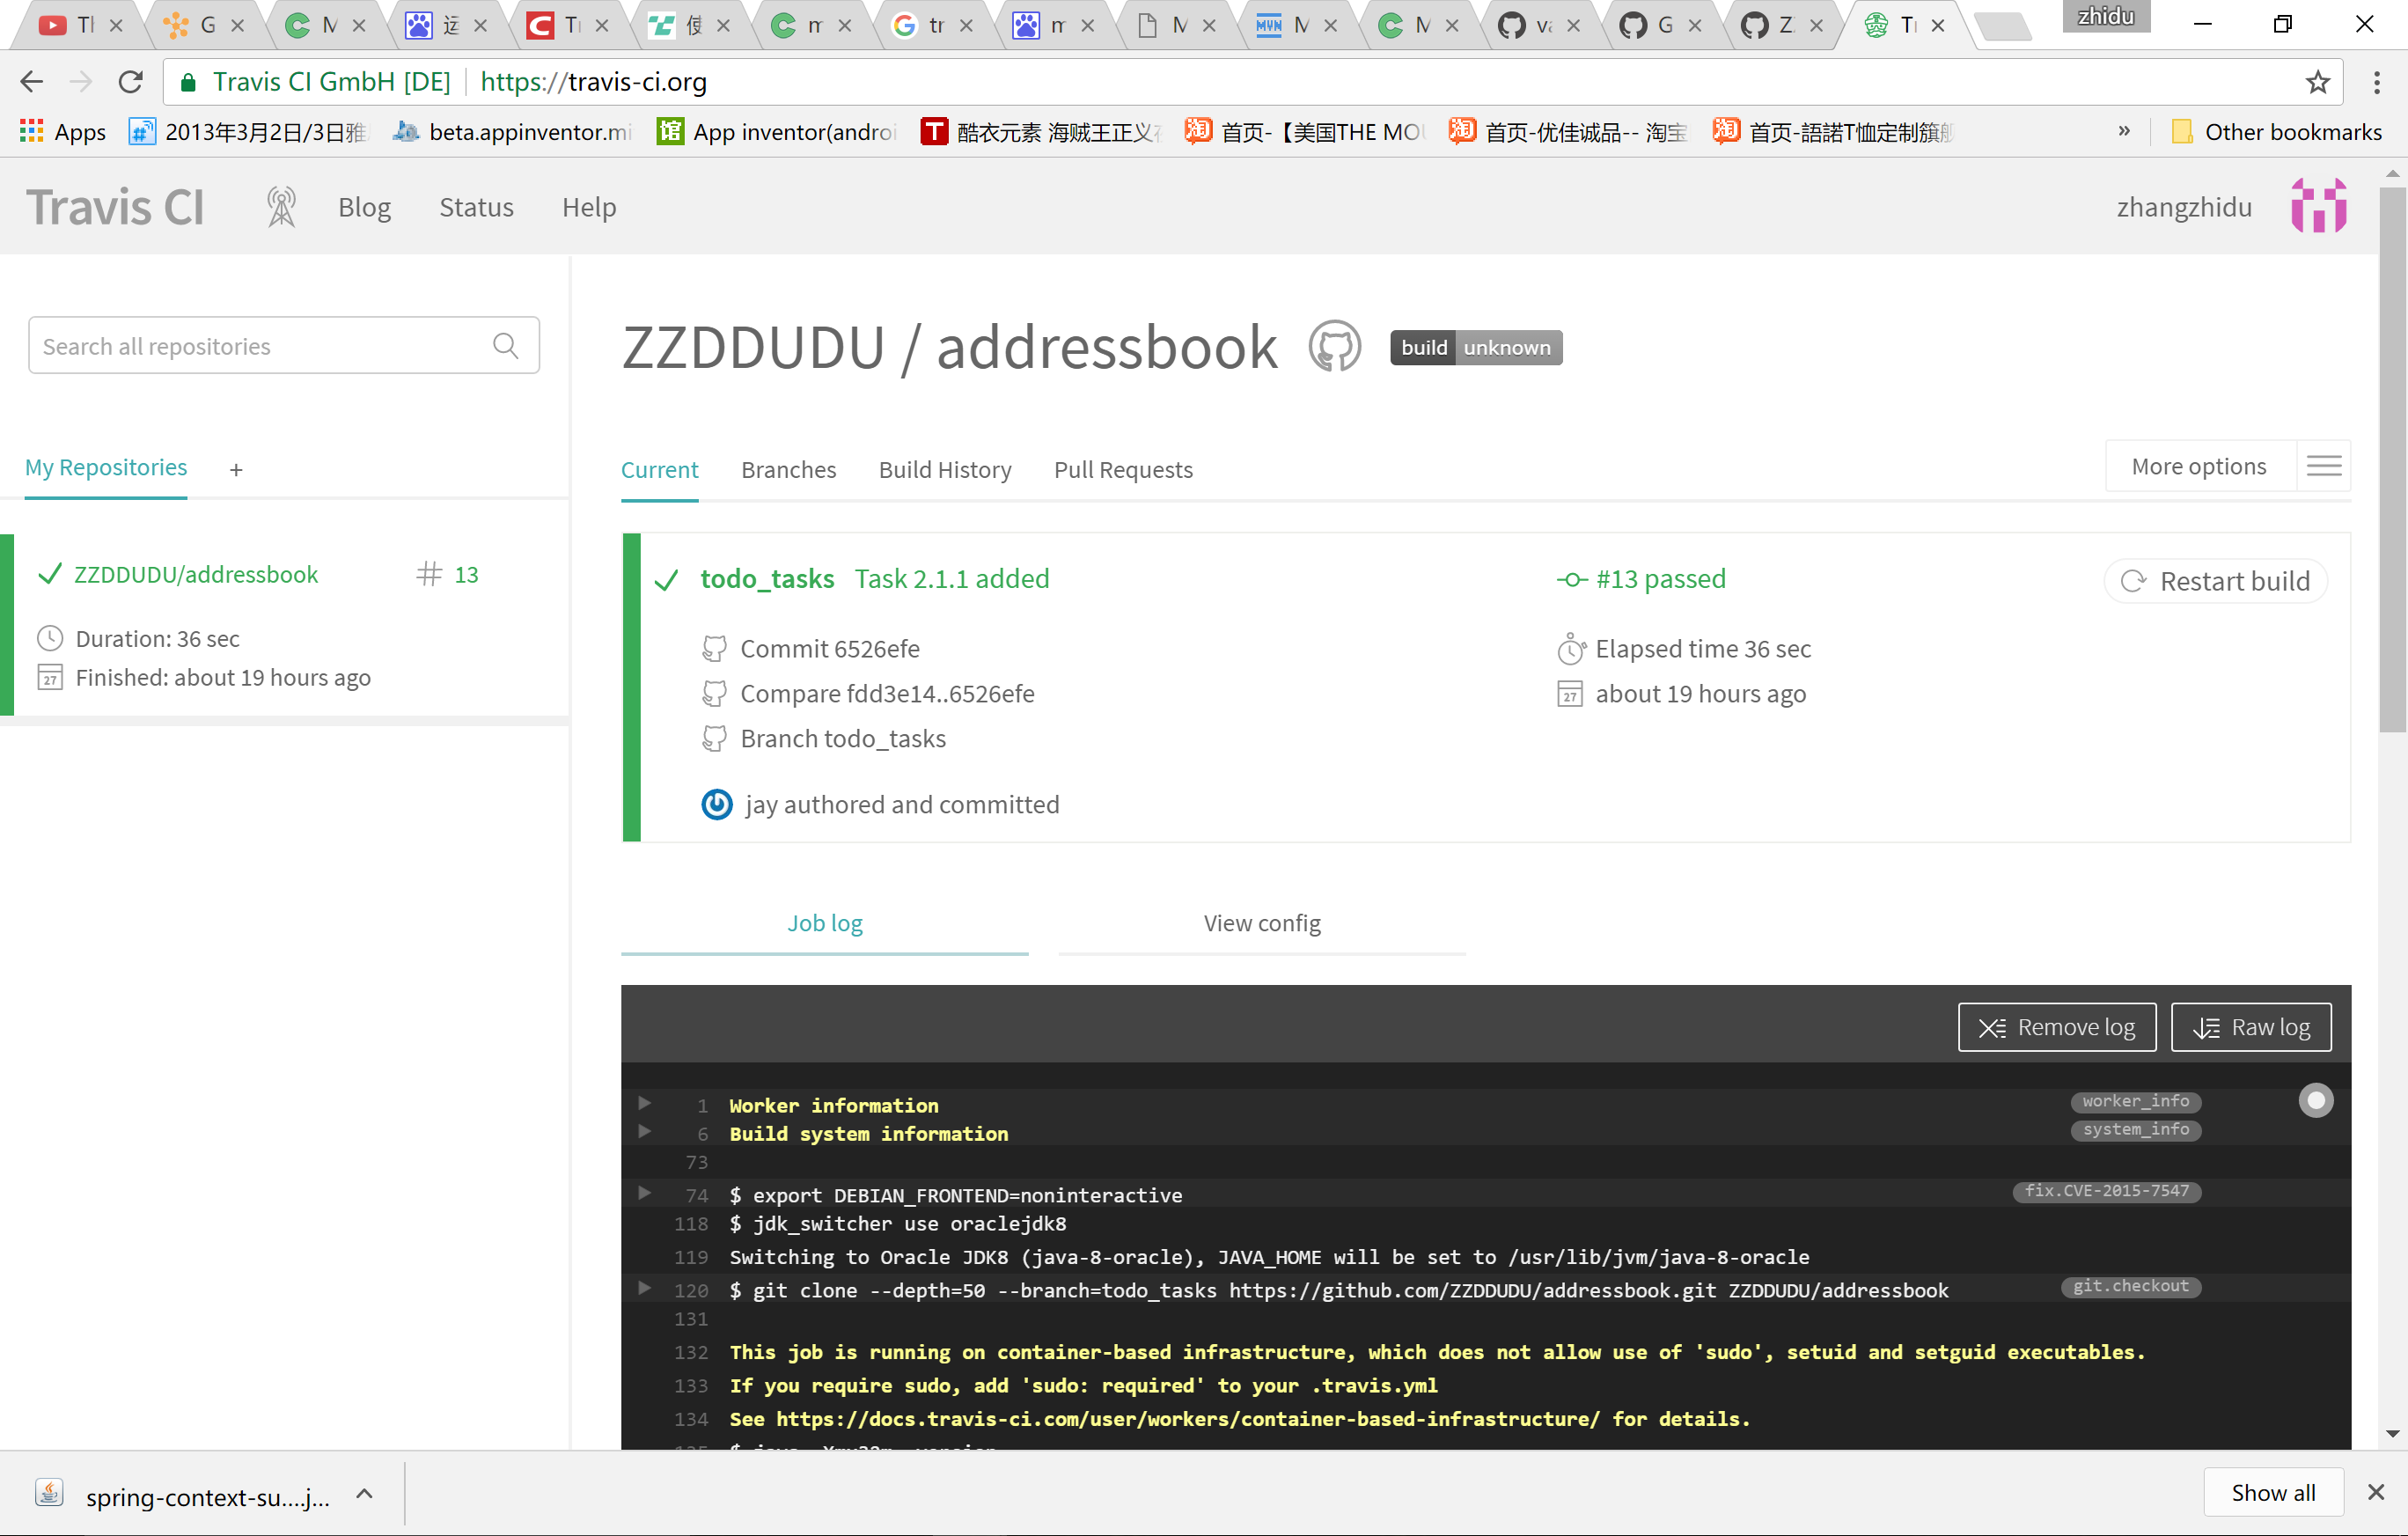 Tl
G
M
运
Tr
使
m
tr
m
M
M
M
va
G
Z
Tr
zhidu
Travis CI GmbH [DE] https://travis-ci.org
Apps 2013年3月2日/3日雅 beta.appinventor.mi App inventor(androi 酷衣元素 海贼王正义 首页-【美国THE MOU 首页-优佳诚品-- 淘宝 首页-語諾T恤定制旗舰 » Other bookmarks
Travis CI Blog Status Help zhangzhidu
Search all repositories
ZZDDUDU / addressbook build unknown
My Repositories +
Current Branches Build History Pull Requests More options
ZZDDUDU/addressbook # 13
Duration: 36 sec
27 Finished: about 19 hours ago
todo_tasks Task 2.1.1 added #13 passed Restart build
Commit 6526efe Elapsed time 36 sec
Compare fdd3e14..6526efe 27 about 19 hours ago
Branch todo_tasks
jay authored and committed
Job log View config
Remove log Raw log
1 Worker information worker_info
6 Build system information system_info
73
74 $ export DEBIAN_FRONTEND=noninteractive fix.CVE-2015-7547
118 $ jdk_switcher use oraclejdk8
119 Switching to Oracle JDK8 (java-8-oracle), JAVA_HOME will be set to /usr/lib/jvm/java-8-oracle
120 $ git clone --depth=50 --branch=todo_tasks https://github.com/ZZDDUDU/addressbook.git ZZDDUDU/addressbook git.checkout
131
132 This job is running on container-based infrastructure, which does not allow use of 'sudo', setuid and setguid executables.
133 If you require sudo, add 'sudo: required' to your .travis.yml
134 See https://docs.travis-ci.com/user/workers/container-based-infrastructure/ for details.
135 $ java -Xmx32m -version
spring-context-su....j... Show all